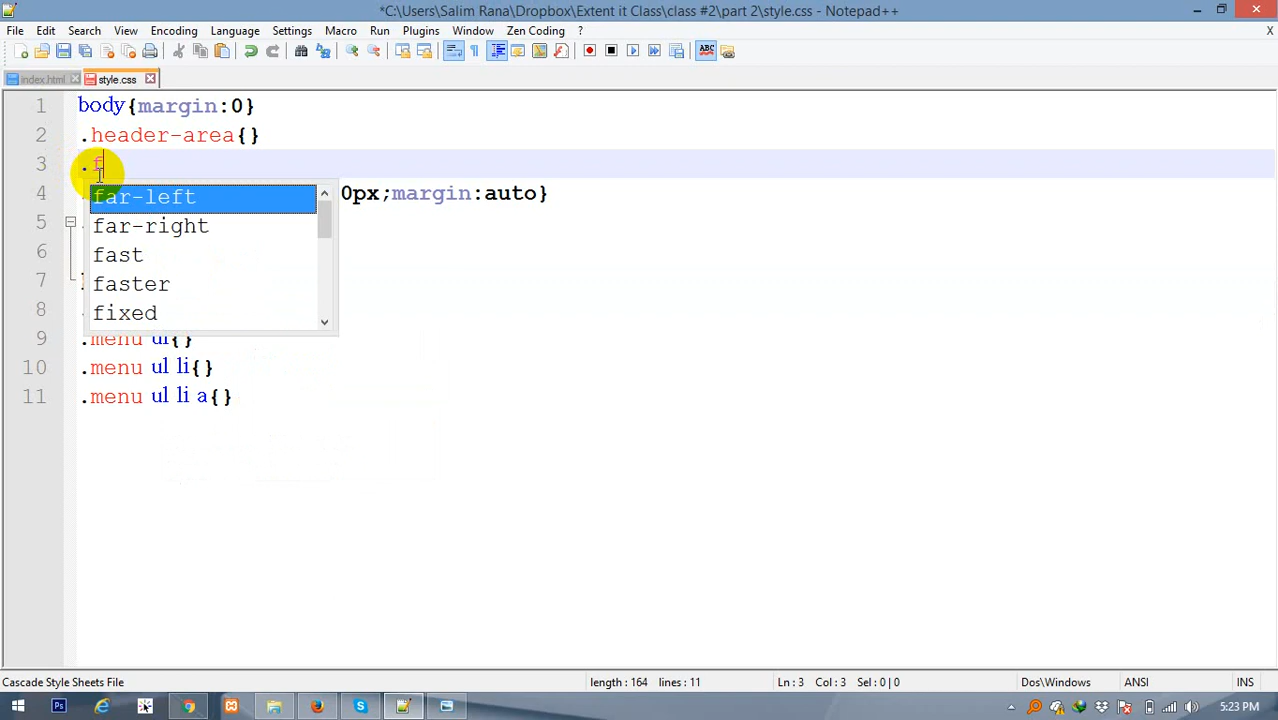 *C:\Users\Salim Rana\Dropbox\Extent it Class\class #2\part 2\style.css - Notepad++
File Edit Search View Encoding Language Settings Macro Run Plugins Window Zen Coding ? X
index.html style.css
1 body{margin:0}
2 .header-area{}
3 .f
far-left
far-right
fast
faster
fixed
4 0px;margin:auto}
5
6
7
8
9 .menu ul{}
10 .menu ul li{}
11 .menu ul li a{}
Cascade Style Sheets File length : 164 lines : 11 Ln : 3 Col : 3 Sel : 0 | 0 Dos\Windows ANSI INS
5:23 PM